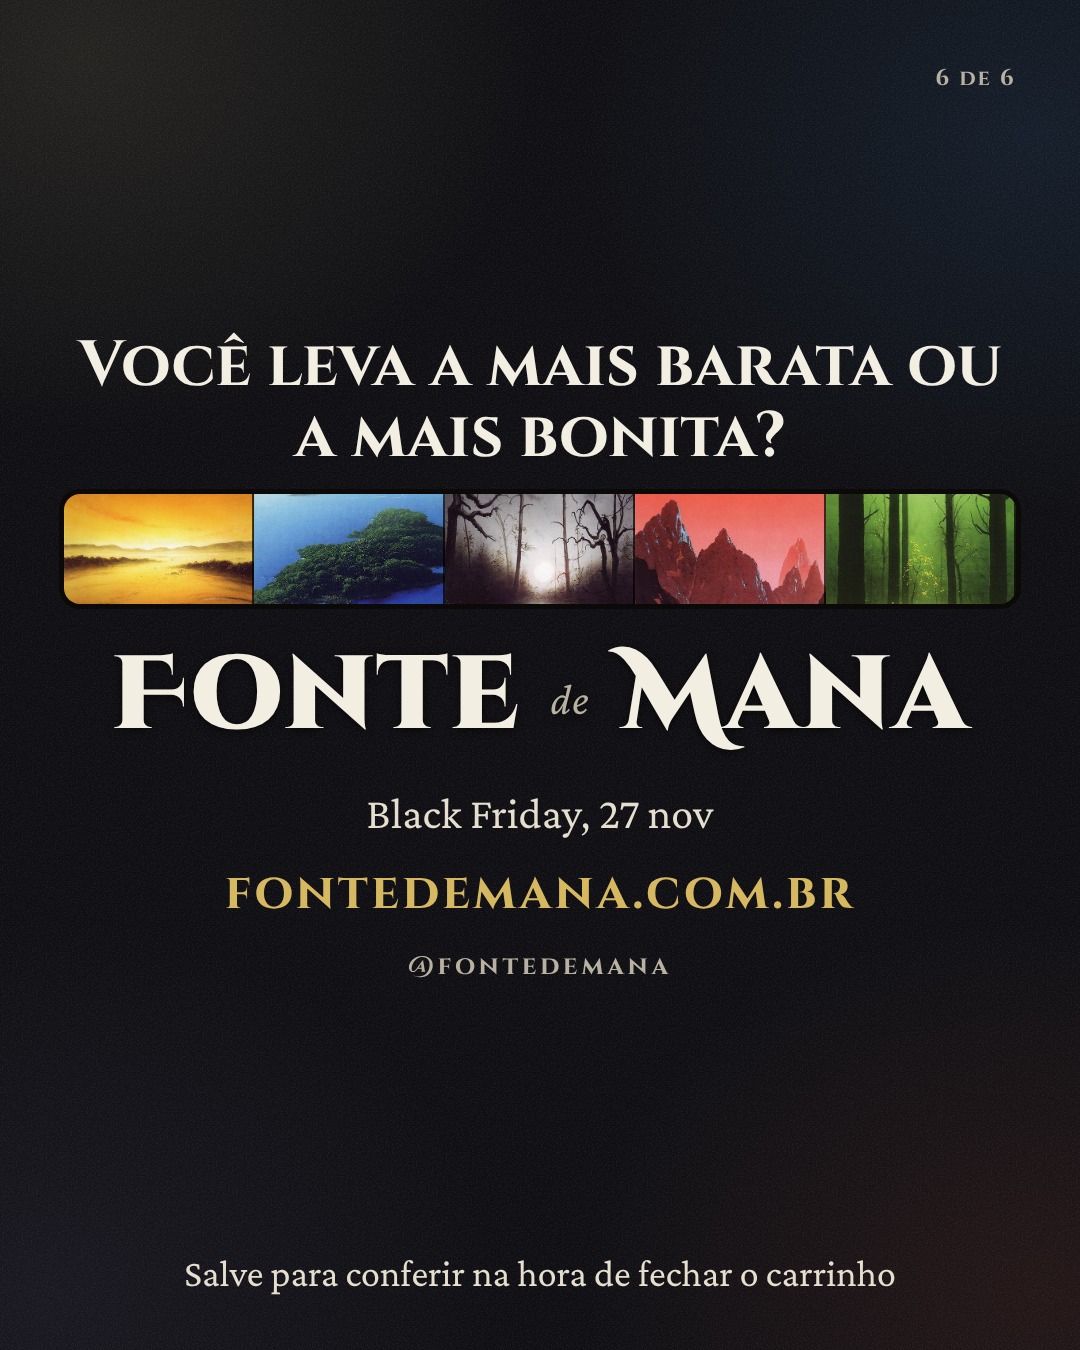 6 DE 6
Você leva a mais barata ou
a mais bonita?
Fonte de Mana
Black Friday, 27 nov
FONTEDEMANA.COM.BR
@FONTEDEMANA
Salve para conferir na hora de fechar o carrinho